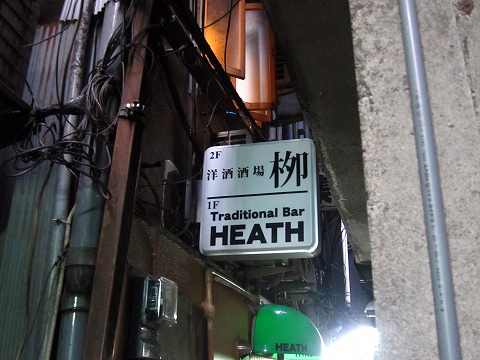 2F
洋酒酒場 栁
1F
Traditional Bar
HEATH
HEATH